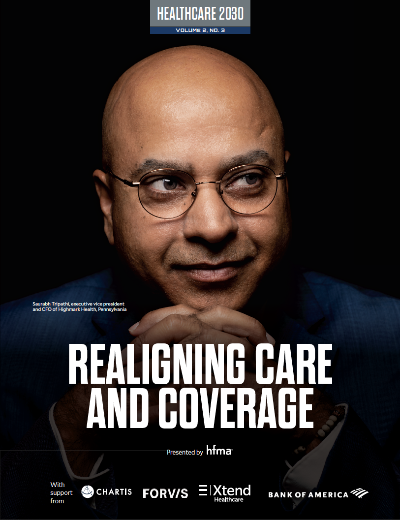 HEALTHCARE 2030
VOLUME 2, NO. 3
Saurabh Tripathi, executive vice president
and CFO of Highmark Health, Pennsylvania
REALIGNING CARE
AND COVERAGE
Presented by hfma
With
support
from
CHARTIS
FORVIS
Xtend
Healthcare
BANK OF AMERICA